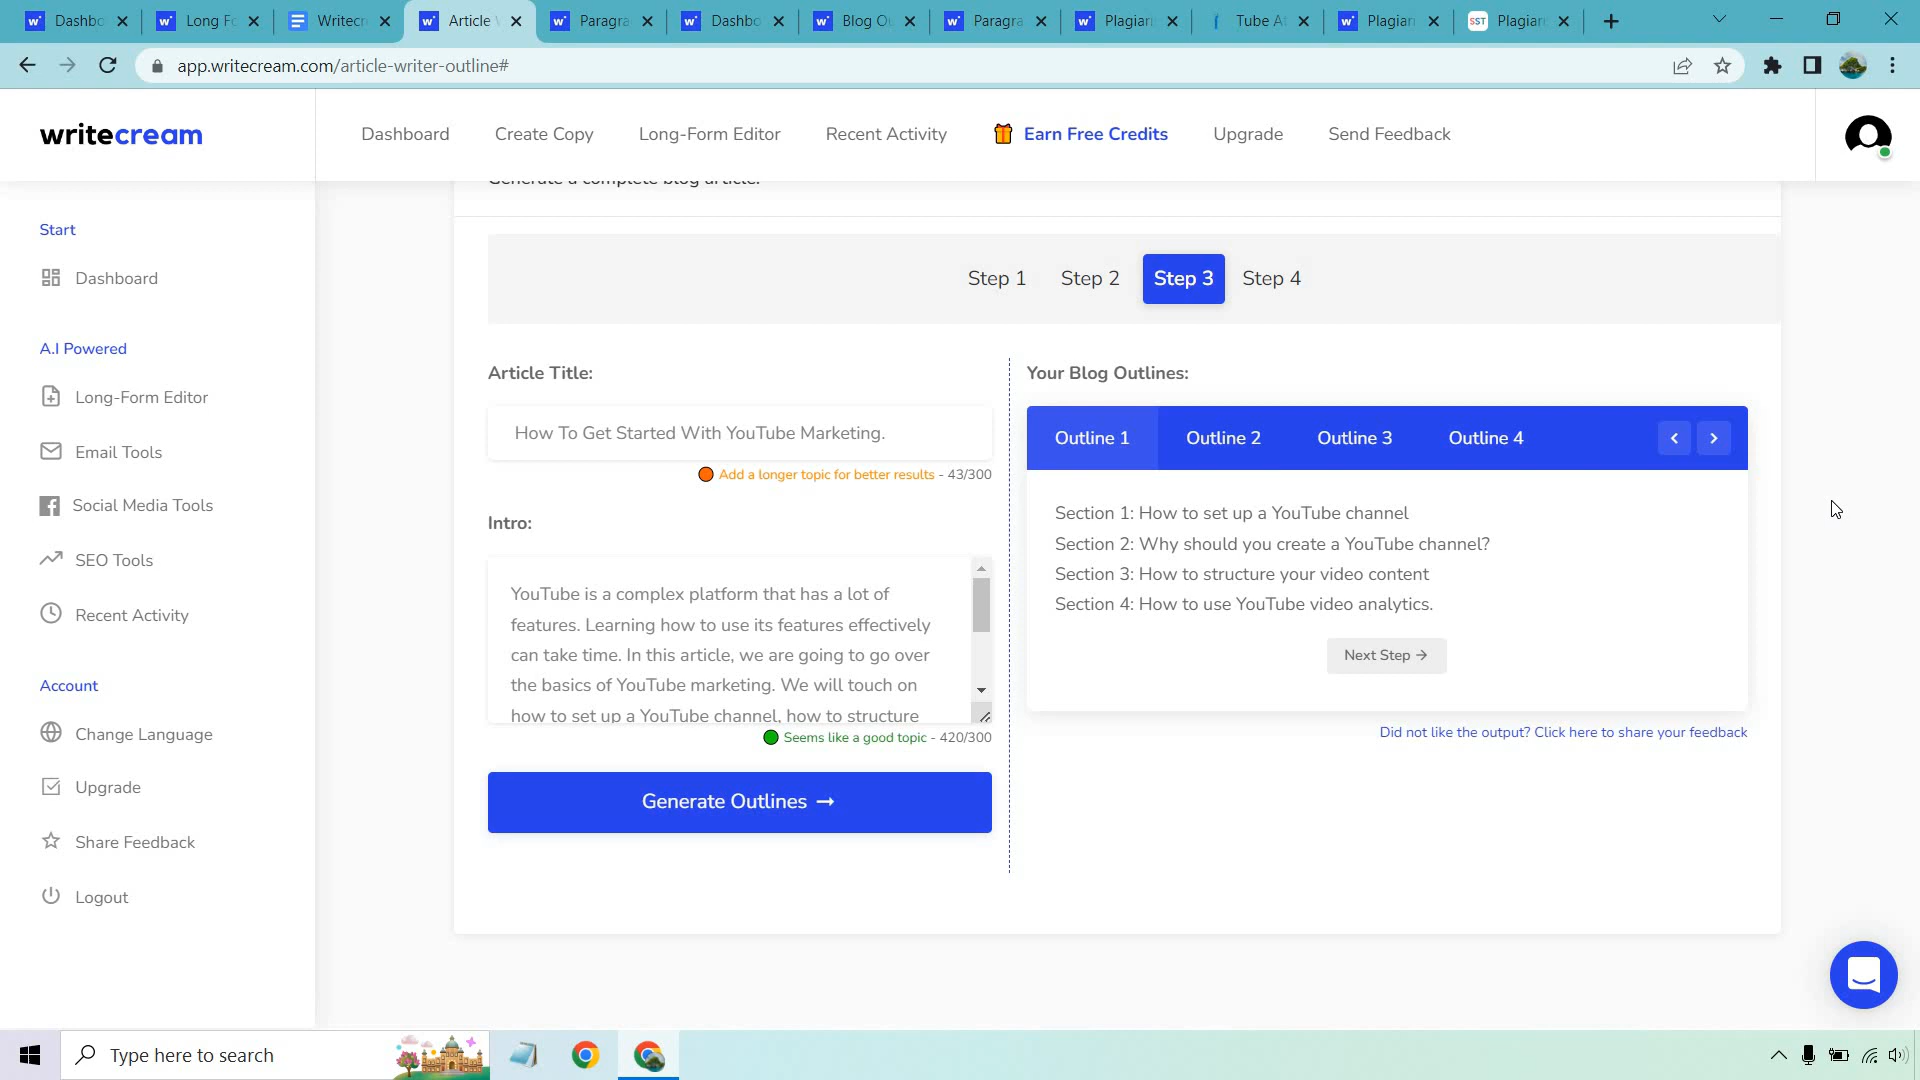 Dashbo
Long Fo
Writecr
Article
Paragra
Dashbo
Blog Ou
Paragra
Plagiari
Tube A
Plagiari
SST
Plagiari
app.writecream.com/article-writer-outline#
writecream
Dashboard
Create Copy
Long-Form Editor
Recent Activity
Earn Free Credits
Upgrade
Send Feedback
Generate a complete blog article.
Start
Dashboard
A.I Powered
Long-Form Editor
Email Tools
Social Media Tools
SEO Tools
Recent Activity
Account
Change Language
Upgrade
Share Feedback
Logout
Step 1
Step 2
Step 3
Step 4
Article Title:
How To Get Started With YouTube Marketing.
Add a longer topic for better results - 43/300
Intro:
YouTube is a complex platform that has a lot of
features. Learning how to use its features effectively
can take time. In this article, we are going to go over
the basics of YouTube marketing. We will touch on
how to set up a YouTube channel, how to structure
Seems like a good topic - 420/300
Generate Outlines
Your Blog Outlines:
Outline 1
Outline 2
Outline 3
Outline 4
Section 1: How to set up a YouTube channel
Section 2: Why should you create a YouTube channel?
Section 3: How to structure your video content
Section 4: How to use YouTube video analytics.
Next Step
Did not like the output? Click here to share your feedback
Type here to search